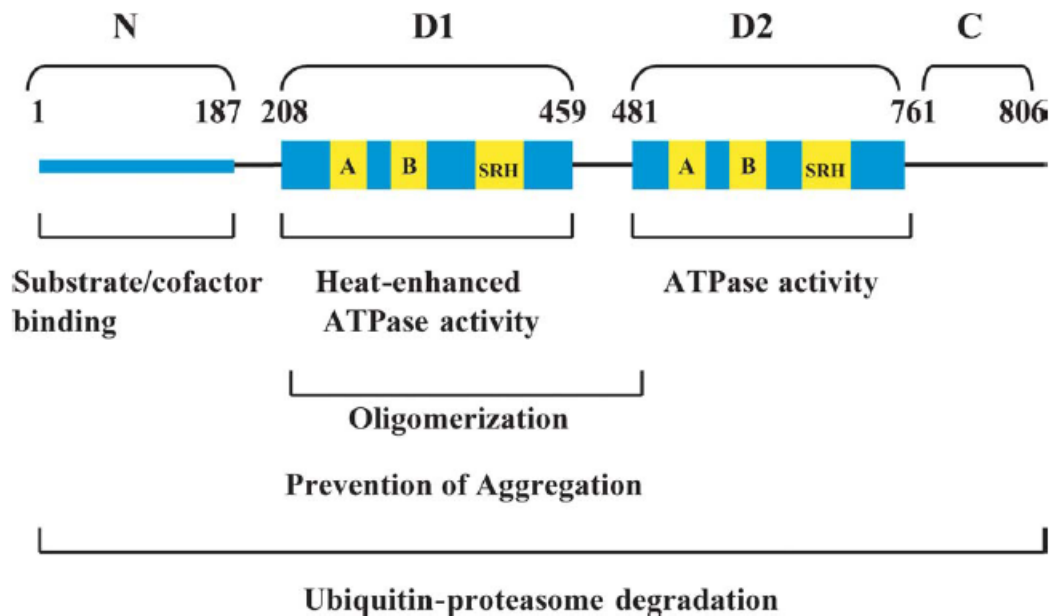 N D1 D2 C
1 187 208 459 481 761 806
A B SRH A B SRH
Substrate/cofactor
binding
Heat-enhanced
ATPase activity
ATPase activity
Oligomerization
Prevention of Aggregation
Ubiquitin-proteasome degradation